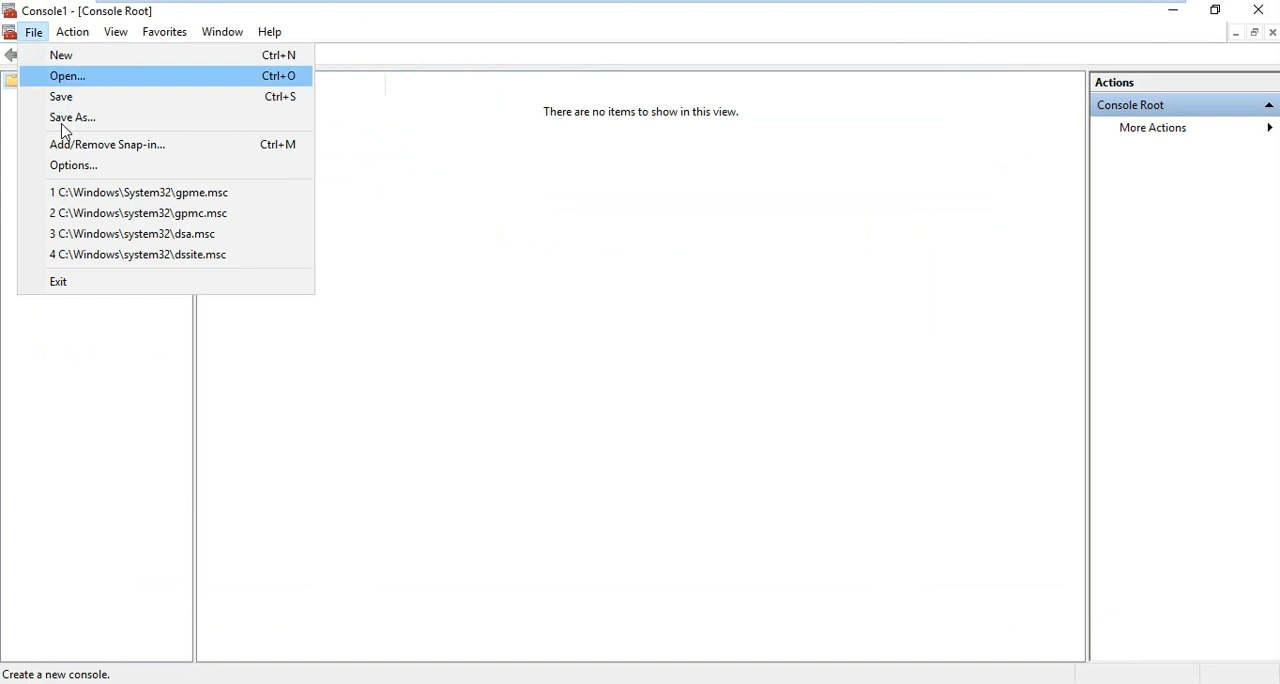 Console1 - [Console Root]
File Action View Favorites Window Help
New Ctrl+N
Open... Ctrl+O
Save Ctrl+S
Save As...
Add/Remove Snap-in... Ctrl+M
Options...
1 C:\Windows\System32\gpme.msc
2 C:\Windows\system32\gpmc.msc
3 C:\Windows\system32\dsa.msc
4 C:\Windows\system32\dssite.msc
Exit
There are no items to show in this view.
Actions
Console Root
More Actions
Create a new console.